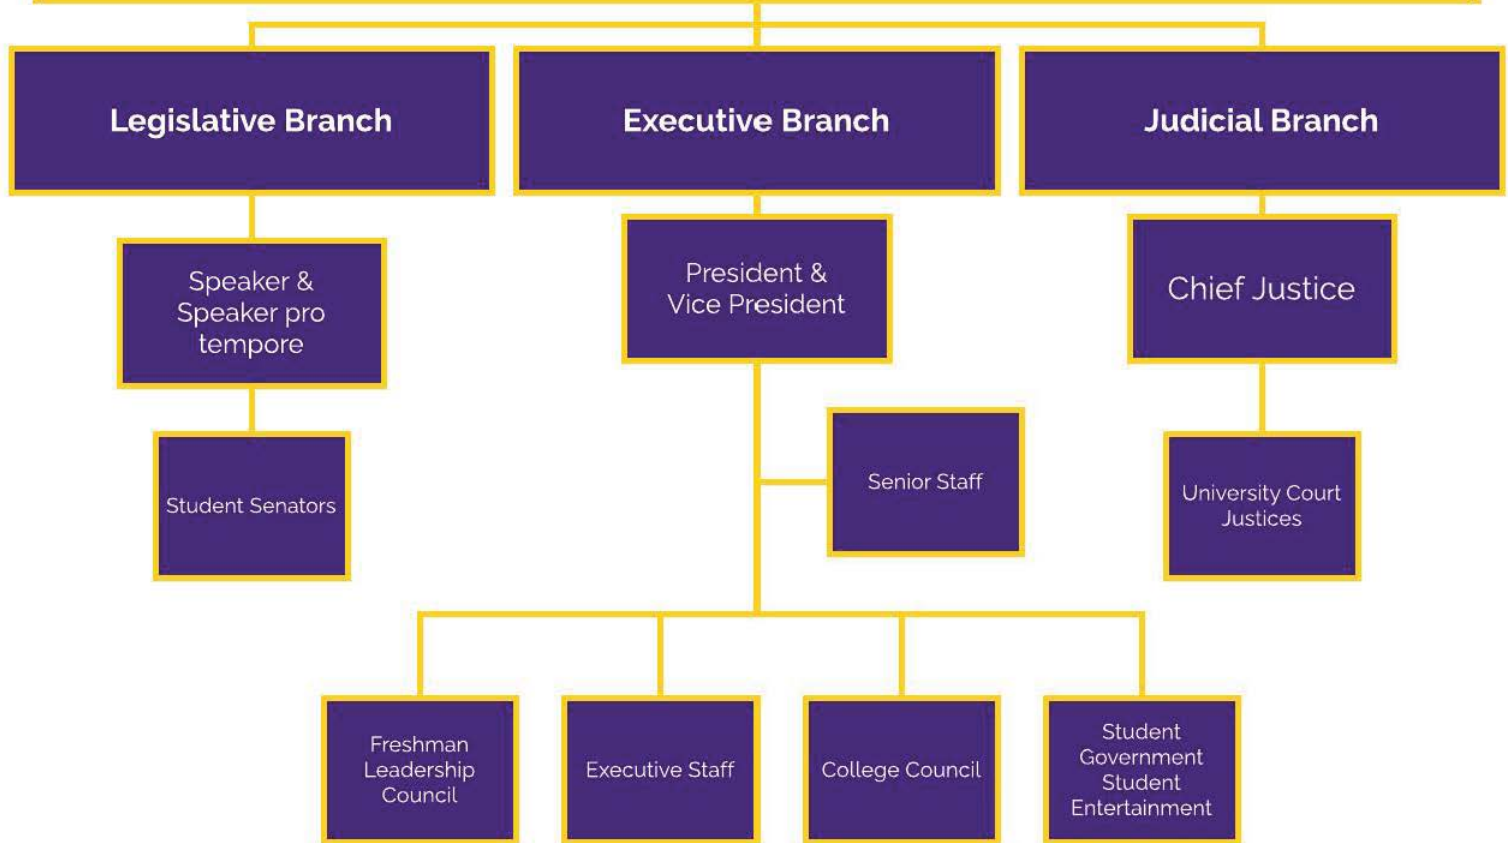 Legislative Branch
Executive Branch
Judicial Branch
Speaker &
Speaker pro
tempore
President &
Vice President
Chief Justice
Student Senators
Senior Staff
University Court
Justices
Freshman
Leadership
Council
Executive Staff
College Council
Student
Government
Student
Entertainment